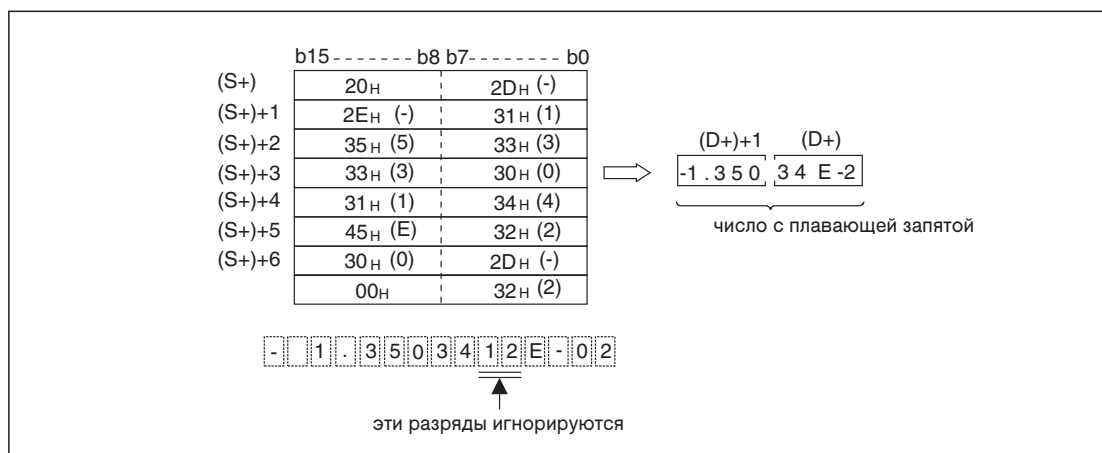 b15 - - - - - - - b8 b7 - - - - - - - - b0
(S+) 20H 2DH (-)
(S+)+1 2EH (-) 31H (1)
(S+)+2 35H (5) 33H (3)
(S+)+3 33H (3) 30H (0)
(S+)+4 31H (1) 34H (4)
(S+)+5 45H (E) 32H (2)
(S+)+6 30H (0) 2DH (-)
00H 32H (2)
(D+)+1 (D+)
-1.350 34 E-2
число с плавающей запятой
- 1 . 3 5 0 3 4 1 2 E - 0 2
эти разряды игнорируются